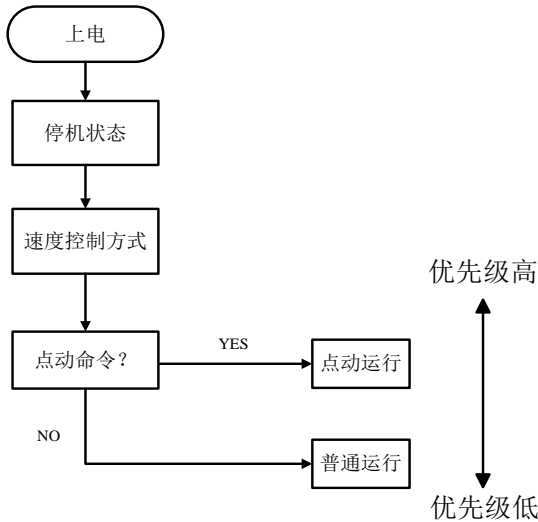 上电
停机状态
速度控制方式
优先级高
点动命令？
YES
点动运行
NO
普通运行
优先级低